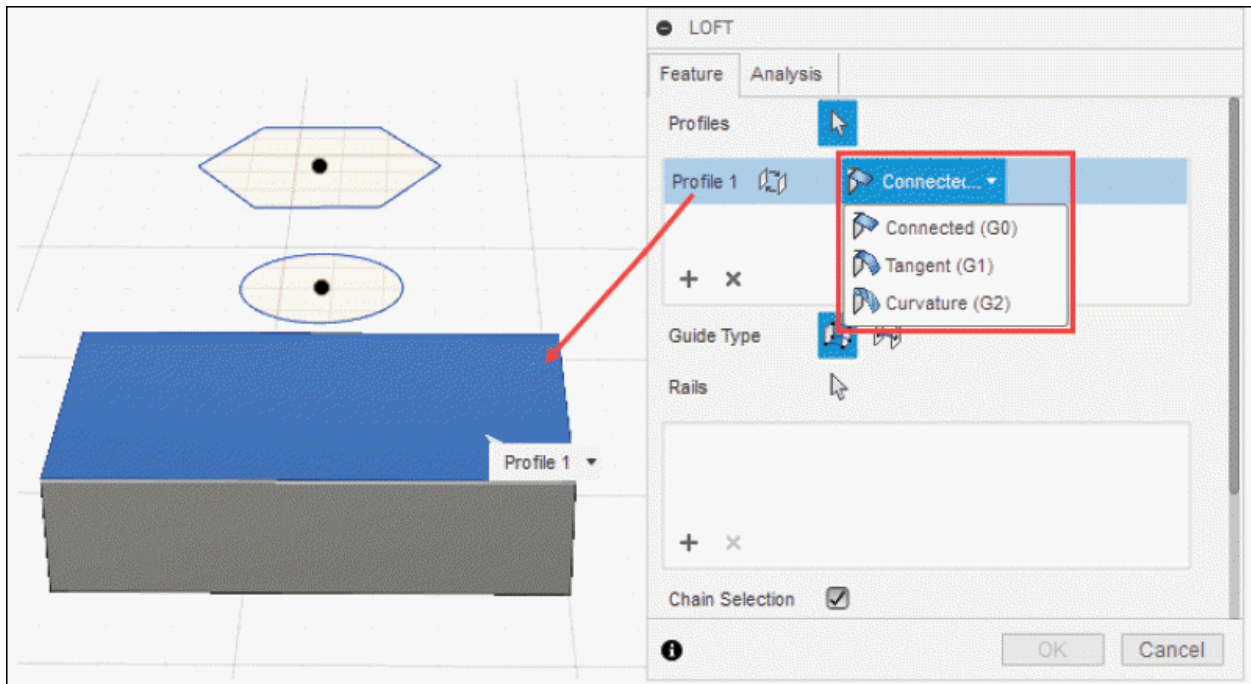 LOFT
Feature Analysis
Profiles
Profile 1 Connectec...
Connected (G0)
Tangent (G1)
Curvature (G2)
Guide Type
Rails
Profile 1
Chain Selection
OK Cancel